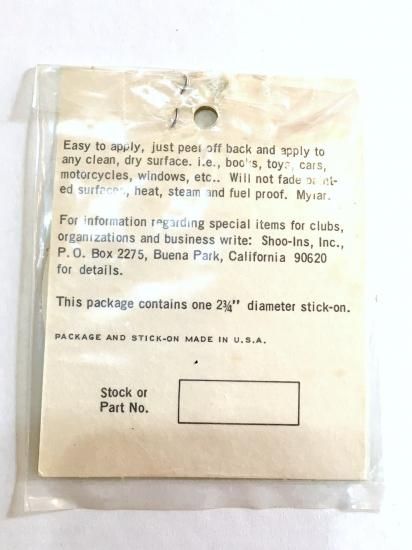 Easy to apply, just peel off back and apply to
any clean, dry surface. i.e., books, toys, cars,
motorcycles, windows, etc.. Will not fade paint-
ed surfaces, heat, steam and fuel proof. Mylar.
For information regarding special items for clubs,
organizations and business write: Shoo-Ins, Inc.,
P. O. Box 2275, Buena Park, California 90620
for details.
This package contains one 2¾" diameter stick-on.
PACKAGE AND STICK-ON MADE IN U.S.A.
Stock or
Part No.